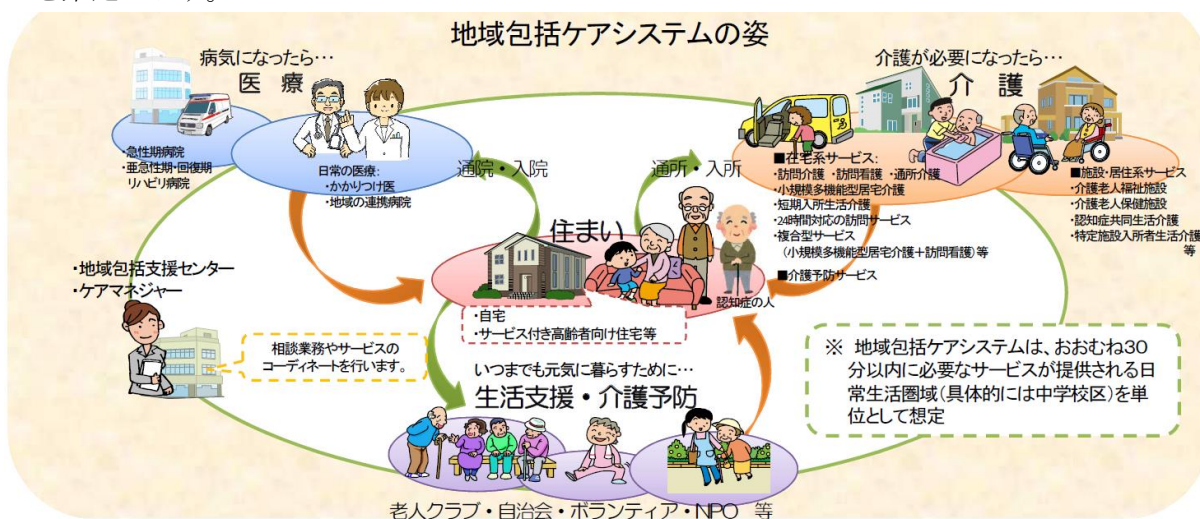 地域包括ケアシステムの姿
病気になったら…
医 療
・急性期病院
・亜急性期・回復期
リハビリ病院
日常の医療:
・かかりつけ医
・地域の連携病院
通院・入院
通所・入所
介護が必要になったら…
介 護
■在宅系サービス:
・訪問介護 ・訪問看護 ・通所介護
・小規模多機能型居宅介護
・短期入所生活介護
・24時間対応の訪問サービス
・複合型サービス
(小規模多機能型居宅介護+訪問看護)等
■介護予防サービス
■施設・居住系サービス
・介護老人福祉施設
・介護老人保健施設
・認知症共同生活介護
・特定施設入所者生活介護
等
住まい
・自宅
・サービス付き高齢者向け住宅等
認知症の人
・地域包括支援センター
・ケアマネジャー
相談業務やサービスの
コーディネートを行います。
いつまでも元気に暮らすために…
生活支援・介護予防
老人クラブ・自治会・ボランティア・NPO 等
※ 地域包括ケアシステムは、おおむね30
分以内に必要なサービスが提供される日
常生活圏域(具体的には中学校区)を単
位として想定